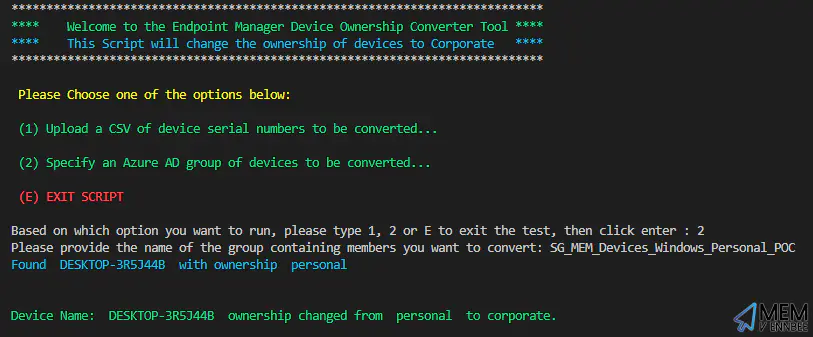 ***************************************************************************
****    Welcome to the Endpoint Manager Device Ownership Converter Tool ****
****    This Script will change the ownership of devices to Corporate   ****
***************************************************************************
Please Choose one of the options below:
(1) Upload a CSV of device serial numbers to be converted...
(2) Specify an Azure AD group of devices to be converted...
(E) EXIT SCRIPT
Based on which option you want to run, please type 1, 2 or E to exit the test, then click enter : 2
Please provide the name of the group containing members you want to convert: SG_MEM_Devices_Windows_Personal_POC
Found  DESKTOP-3R5J44B  with ownership  personal
Device Name:  DESKTOP-3R5J44B  ownership changed from  personal  to corporate.
MEM
V ENNBEE